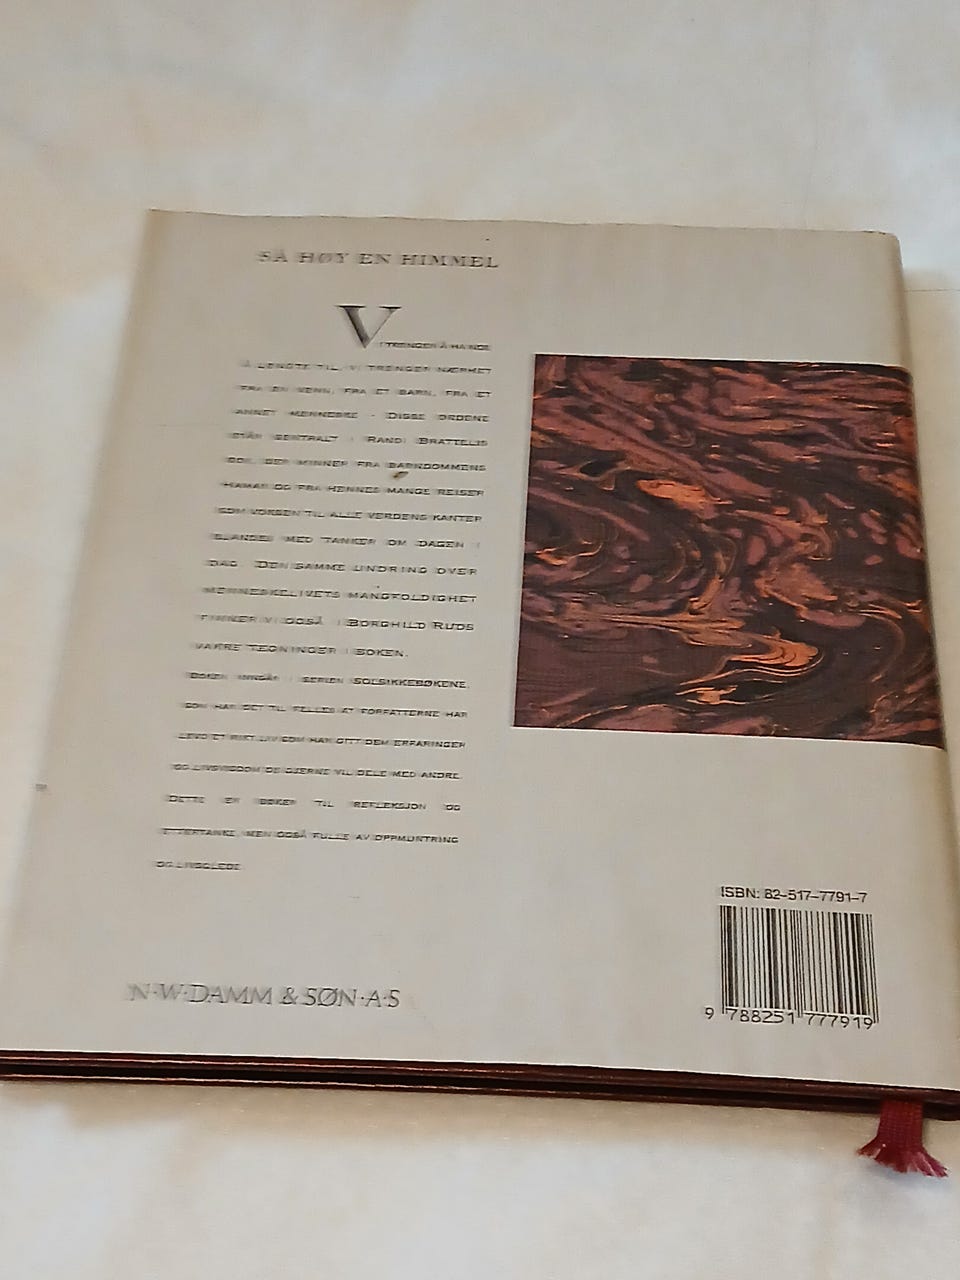 SÅ HØY EN HIMMEL
VI TRENGER Å HA NOE
Å LENGTE TIL, VI TRENGER NÆRHET
FRA EN VENN, FRA ET BARN, FRA ET
ANNET MENNESKE - DISSE ORDENE
STÅR SENTRALT I RANDI BRATTELIS
BOK, DER MINNER FRA BARNDOMMENS
HAMAR OG FRA HENNES MANGE REISER
SOM VOKSEN TIL ALLE VERDENS KANTER
BLANDES MED TANKER OM DAGEN I
DAG. DEN SAMME UNDRING OVER
MENNESKELIVETS MANGFOLDIGHET
FINNER VI OGSÅ I BORGHILD RUDS
VAKRE TEGNINGER I BOKEN.
BOKEN INNGÅR I SERIEN SOLSIKKEBØKENE,
SOM HAR DET TIL FELLES AT FORFATTERNE HAR
LEVD ET RIKT LIV SOM HAR GITT DEM ERFARINGER
OG LIVSVISDOM DE GJERNE VIL DELE MED ANDRE.
DETTE ER BØKER TIL REFLEKSJON OG
ETTERTANKE, MEN OGSÅ FULLE AV OPPMUNTRING
OG LIVSGLEDE.
ISBN: 82-517-7791-7
9 788251 777919
N·W·DAMM & SØN·A·S